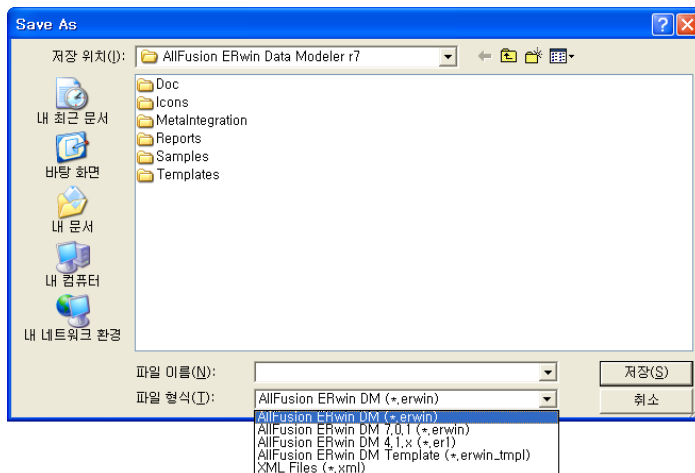 Save As
저장 위치(I):
AllFusion ERwin Data Modeler r7
내 최근 문서
바탕 화면
내 문서
내 컴퓨터
내 네트워크 환경
Doc
Icons
MetaIntegration
Reports
Samples
Templates
파일 이름(N):
저장(S)
파일 형식(T):
AllFusion ERwin DM (*.erwin)
취소
AllFusion ERwin DM (*.erwin)
AllFusion ERwin DM 7.0.1 (*.erwin)
AllFusion ERwin DM 4.1.x (*.er1)
AllFusion ERwin DM Template (*.erwin_tmpl)
XML Files (*.xml)